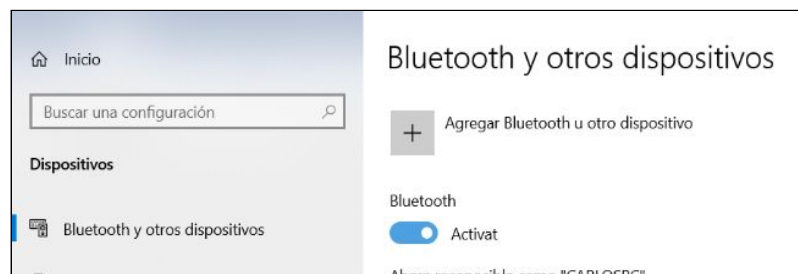 Inicio
Buscar una configuración
Dispositivos
Bluetooth y otros dispositivos
Bluetooth y otros dispositivos
Agregar Bluetooth u otro dispositivo
Bluetooth
Activat